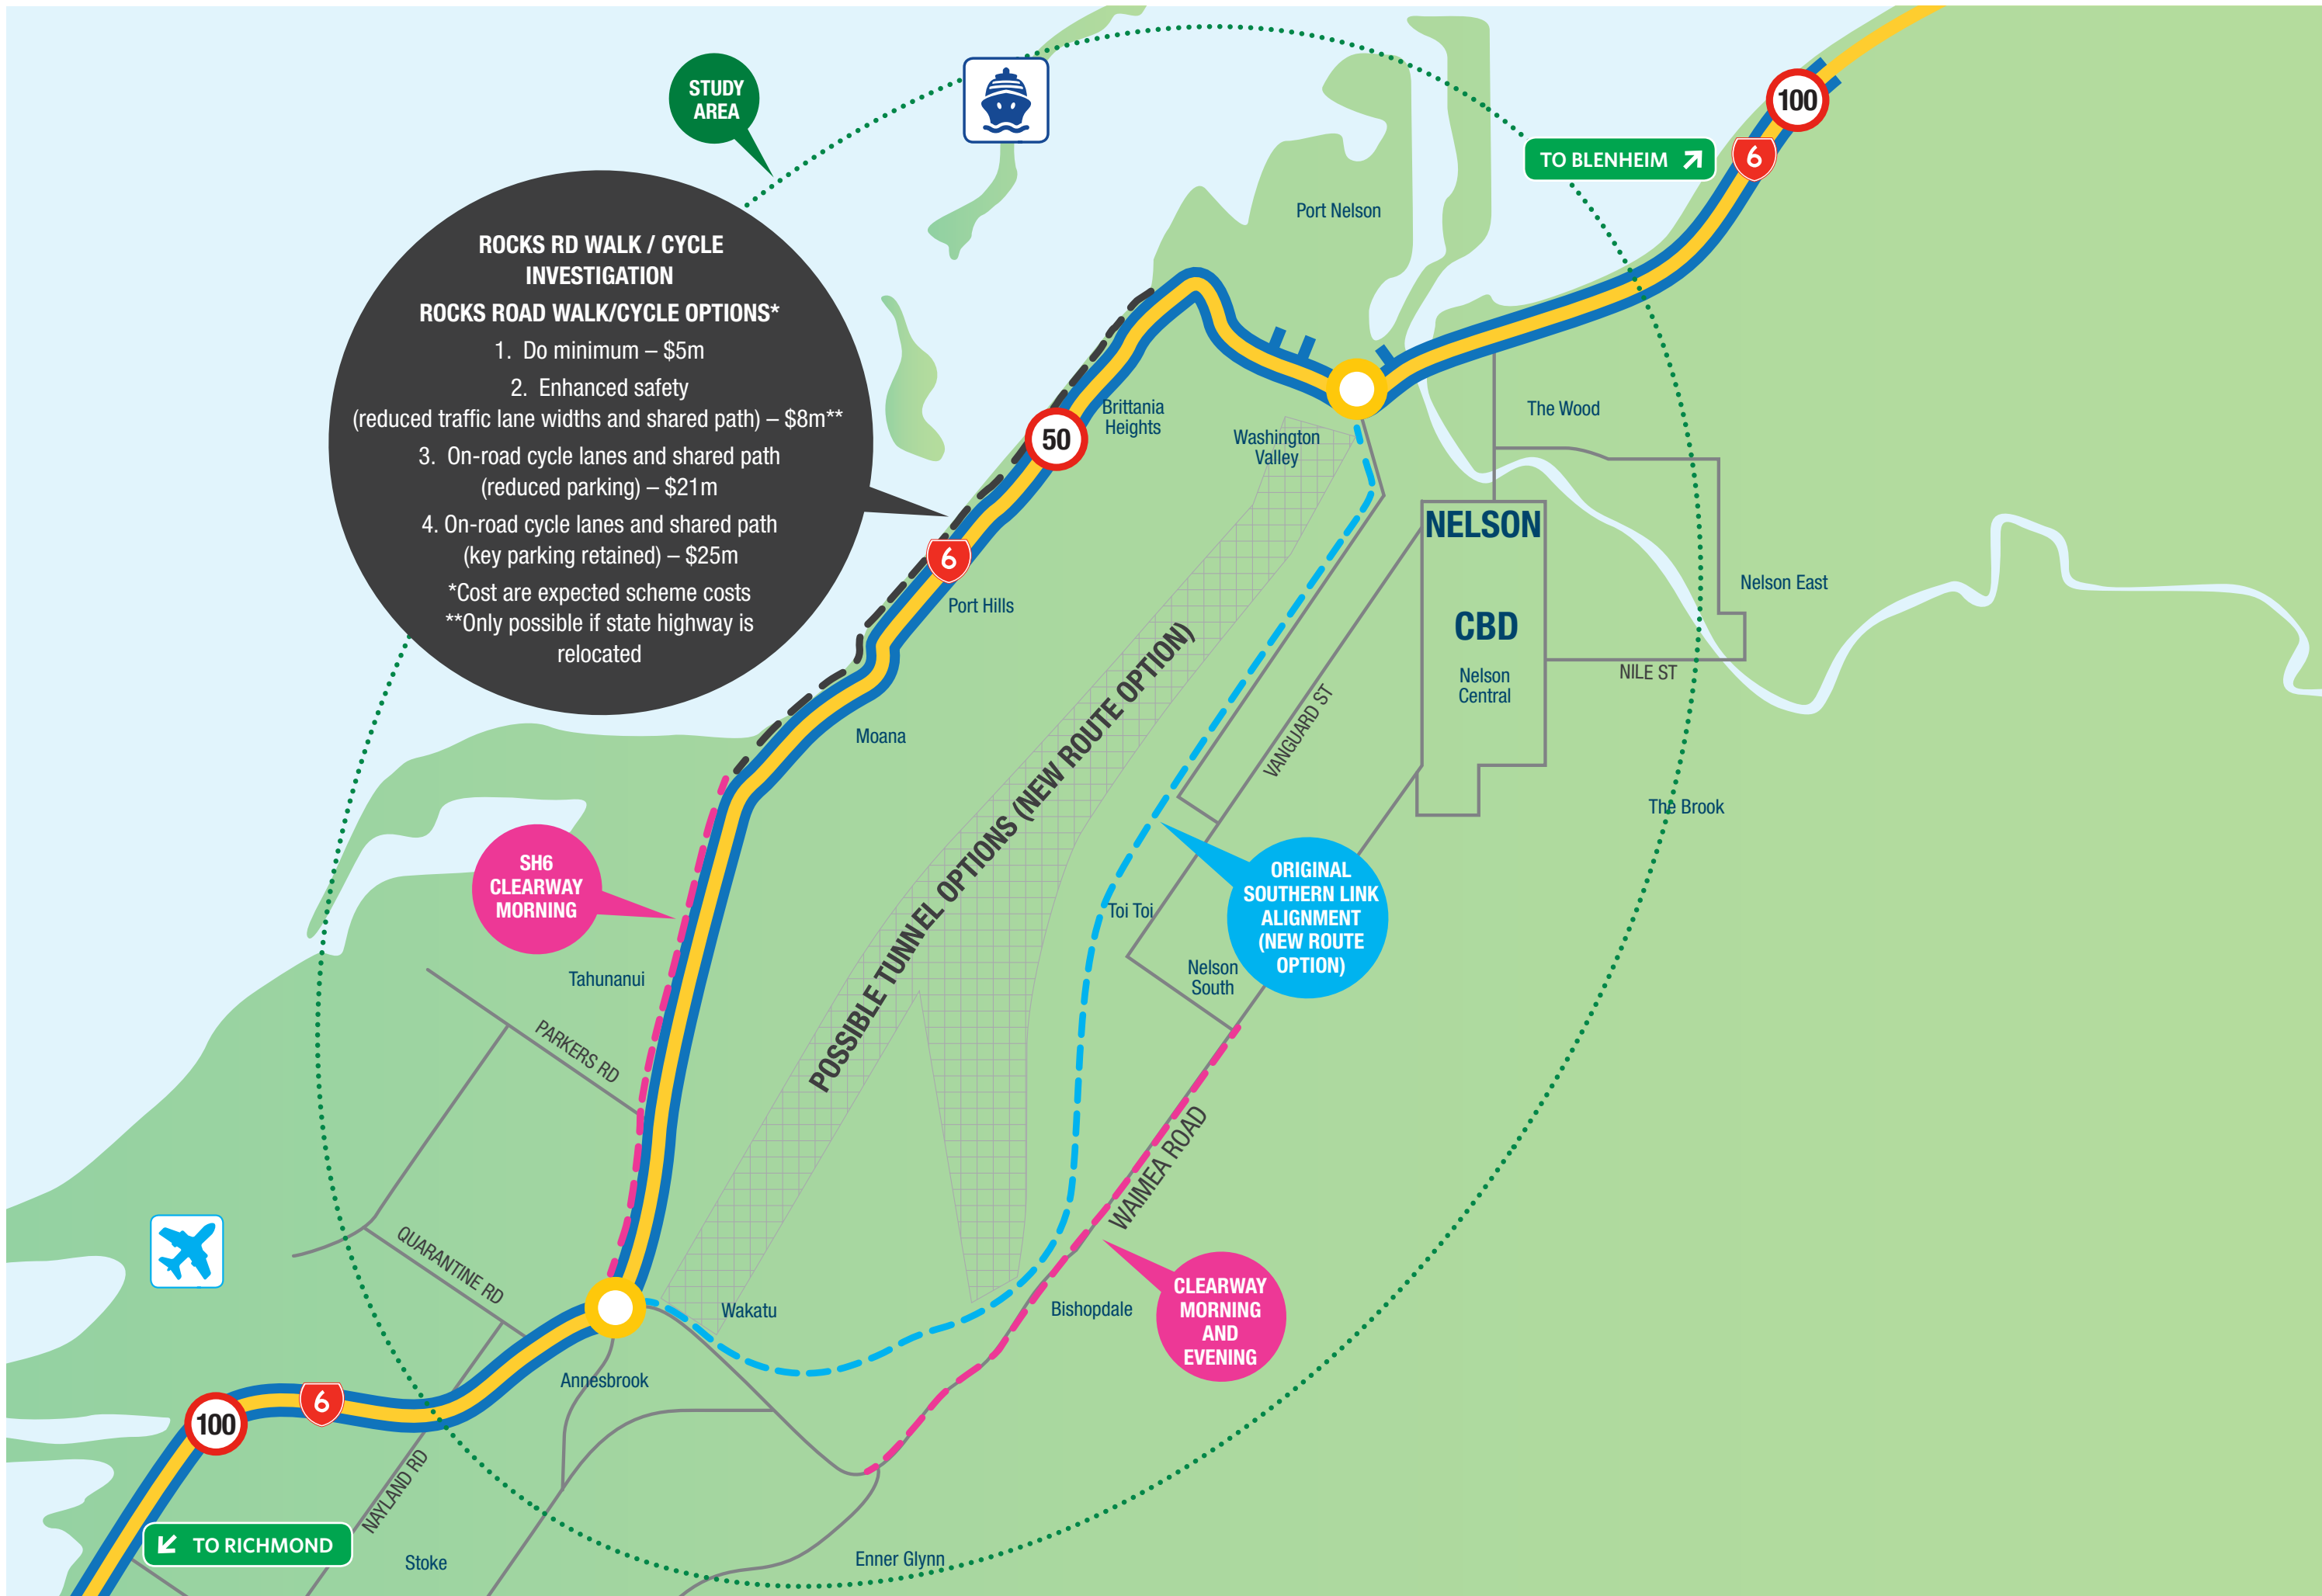 STUDY
AREA
100
TO BLENHEIM
6
Port Nelson
ROCKS RD WALK / CYCLE
INVESTIGATION
ROCKS ROAD WALK/CYCLE OPTIONS*
1. Do minimum – $5m
2. Enhanced safety
(reduced traffic lane widths and shared path) – $8m**
3. On-road cycle lanes and shared path
(reduced parking) – $21m
4. On-road cycle lanes and shared path
(key parking retained) – $25m
*Cost are expected scheme costs
**Only possible if state highway is
relocated
Brittania
Heights
50
Washington
Valley
The Wood
NELSON
CBD
Nelson
Central
Nelson East
NILE ST
6
Port Hills
Moana
POSSIBLE TUNNEL OPTIONS (NEW ROUTE OPTION)
VANGUARD ST
The Brook
SH6
CLEARWAY
MORNING
ORIGINAL
SOUTHERN LINK
ALIGNMENT
(NEW ROUTE
OPTION)
Toi Toi
Nelson
South
Tahunanui
PARKERS RD
WAIMEA ROAD
QUARANTINE RD
CLEARWAY
MORNING
AND
EVENING
Wakatu
Bishopdale
Annesbrook
6
100
NAYLAND RD
TO RICHMOND
Stoke
Enner Glynn